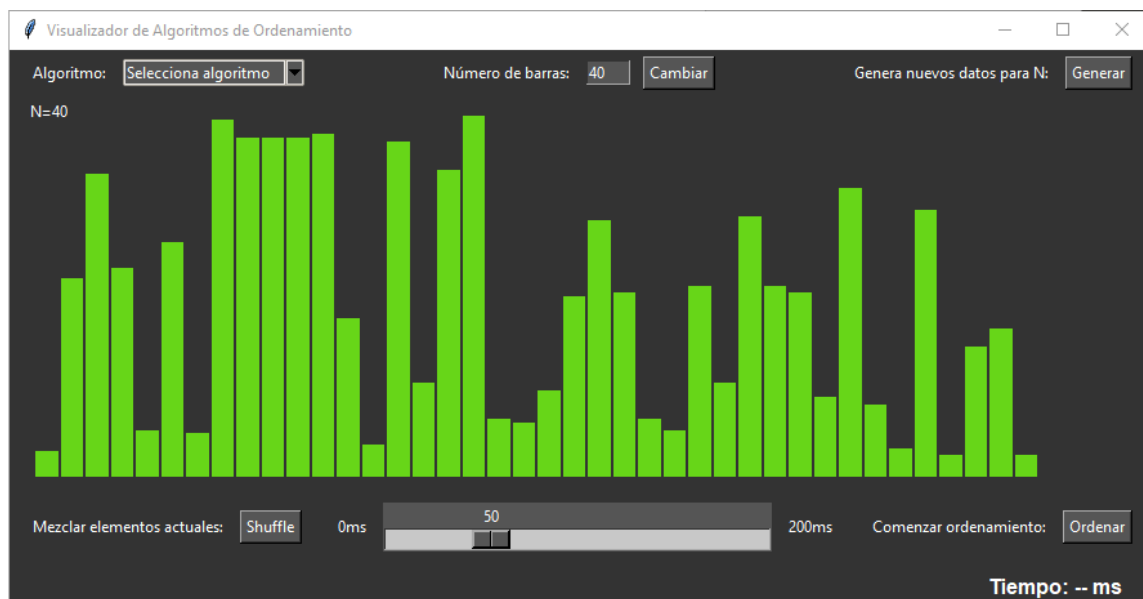 Visualizador de Algoritmos de Ordenamiento
Algoritmo: Selecciona algoritmo Número de barras: 40 Cambiar Genera nuevos datos para N: Generar
N=40
50
Mezclar elementos actuales: Shuffle 0ms 200ms Comenzar ordenamiento: Ordenar
Tiempo: -- ms